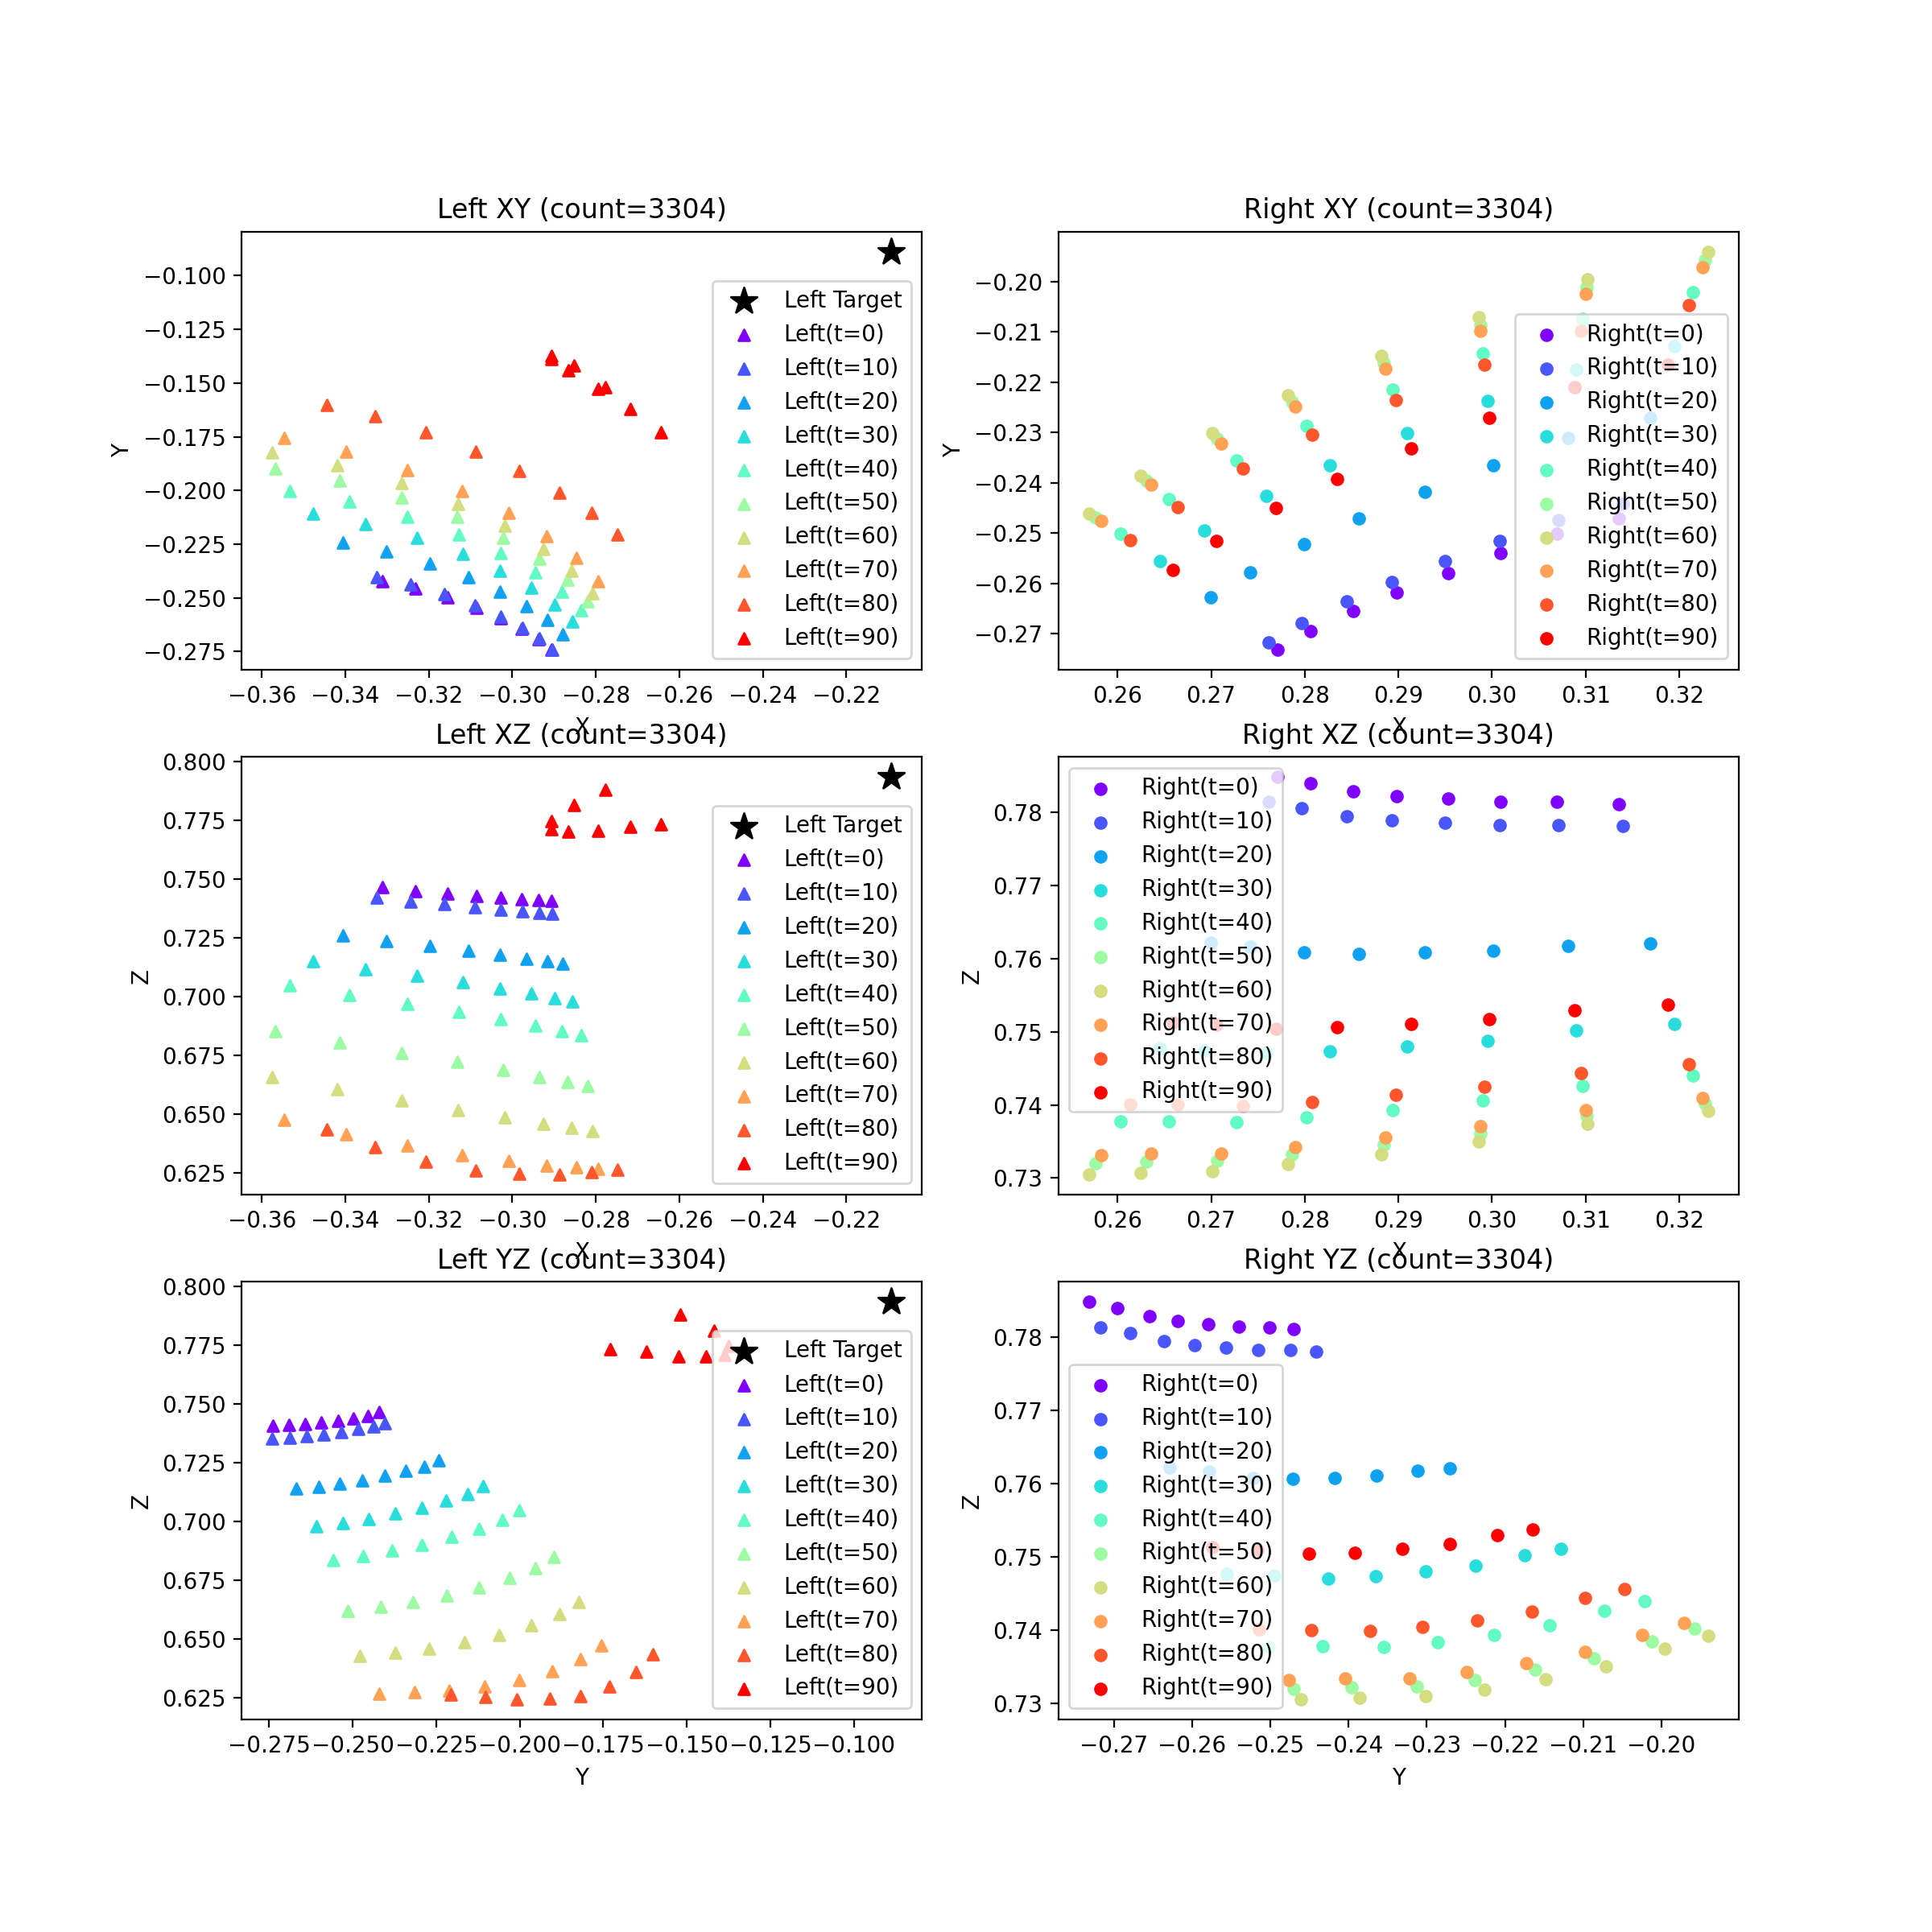 Left XY (count=3304)
Y
−0.100
−0.125
−0.150
−0.175
−0.200
−0.225
−0.250
−0.275
Left Target
Left(t=0)
Left(t=10)
Left(t=20)
Left(t=30)
Left(t=40)
Left(t=50)
Left(t=60)
Left(t=70)
Left(t=80)
Left(t=90)
−0.36 −0.34 −0.32 −0.30 −0.28 −0.26 −0.24 −0.22
X
Right XY (count=3304)
Y
−0.20
−0.21
−0.22
−0.23
−0.24
−0.25
−0.26
−0.27
Right(t=0)
Right(t=10)
Right(t=20)
Right(t=30)
Right(t=40)
Right(t=50)
Right(t=60)
Right(t=70)
Right(t=80)
Right(t=90)
0.26 0.27 0.28 0.29 0.30 0.31 0.32
X
Left XZ (count=3304)
Z
0.800
0.775
0.750
0.725
0.700
0.675
0.650
0.625
Left Target
Left(t=0)
Left(t=10)
Left(t=20)
Left(t=30)
Left(t=40)
Left(t=50)
Left(t=60)
Left(t=70)
Left(t=80)
Left(t=90)
−0.36 −0.34 −0.32 −0.30 −0.28 −0.26 −0.24 −0.22
X
Right XZ (count=3304)
Z
0.78
0.77
0.76
0.75
0.74
0.73
Right(t=0)
Right(t=10)
Right(t=20)
Right(t=30)
Right(t=40)
Right(t=50)
Right(t=60)
Right(t=70)
Right(t=80)
Right(t=90)
0.26 0.27 0.28 0.29 0.30 0.31 0.32
X
Left YZ (count=3304)
Z
0.800
0.775
0.750
0.725
0.700
0.675
0.650
0.625
Left Target
Left(t=0)
Left(t=10)
Left(t=20)
Left(t=30)
Left(t=40)
Left(t=50)
Left(t=60)
Left(t=70)
Left(t=80)
Left(t=90)
−0.275 −0.250 −0.225 −0.200 −0.175 −0.150 −0.125 −0.100
Y
Right YZ (count=3304)
Z
0.78
0.77
0.76
0.75
0.74
0.73
Right(t=0)
Right(t=10)
Right(t=20)
Right(t=30)
Right(t=40)
Right(t=50)
Right(t=60)
Right(t=70)
Right(t=80)
Right(t=90)
−0.27 −0.26 −0.25 −0.24 −0.23 −0.22 −0.21 −0.20
Y